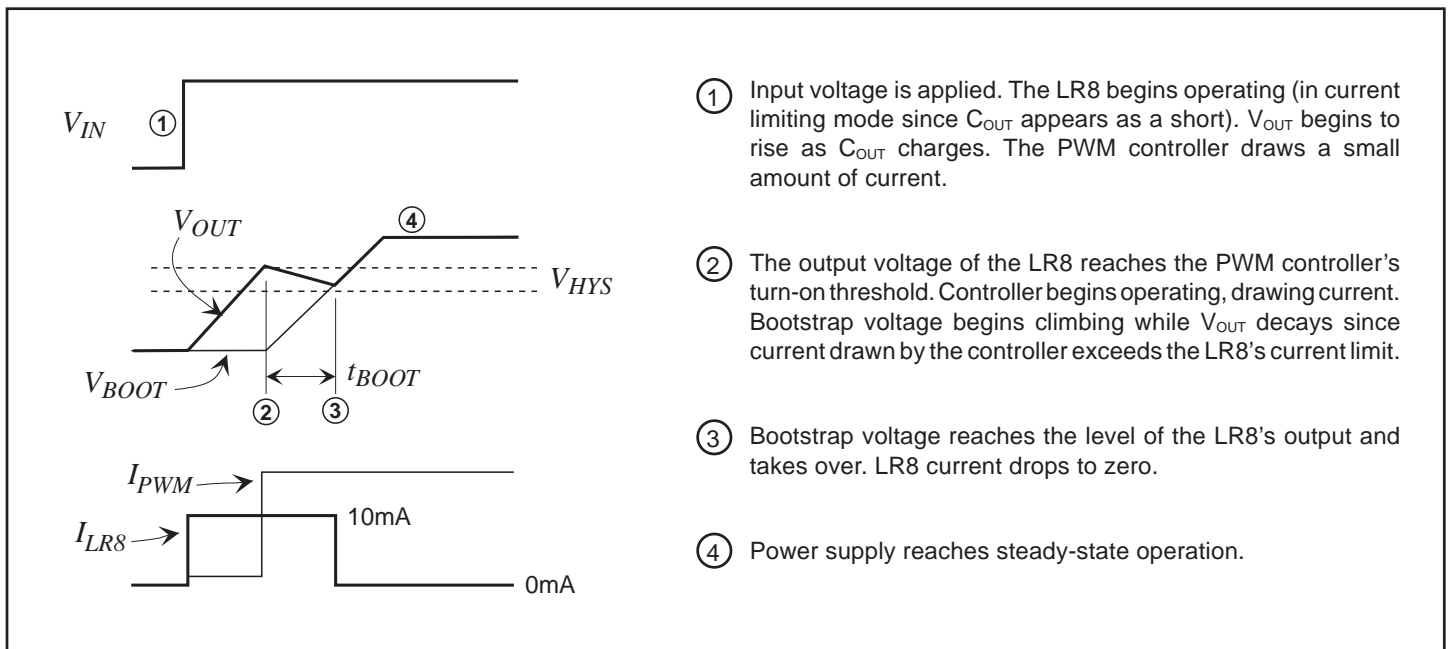 V_IN
①
V_OUT
④
V_HYS
V_BOOT
t_BOOT
② ③
I_PWM
I_LR8
10mA
0mA
① Input voltage is applied. The LR8 begins operating (in current
limiting mode since C_OUT appears as a short). V_OUT begins to
rise as C_OUT charges. The PWM controller draws a small
amount of current.
② The output voltage of the LR8 reaches the PWM controller's
turn-on threshold. Controller begins operating, drawing current.
Bootstrap voltage begins climbing while V_OUT decays since
current drawn by the controller exceeds the LR8's current limit.
③ Bootstrap voltage reaches the level of the LR8's output and
takes over. LR8 current drops to zero.
④ Power supply reaches steady-state operation.